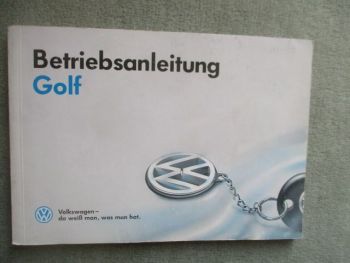 Betriebsanleitung
Golf
Volkswagen –
da weiß man, was man hat.